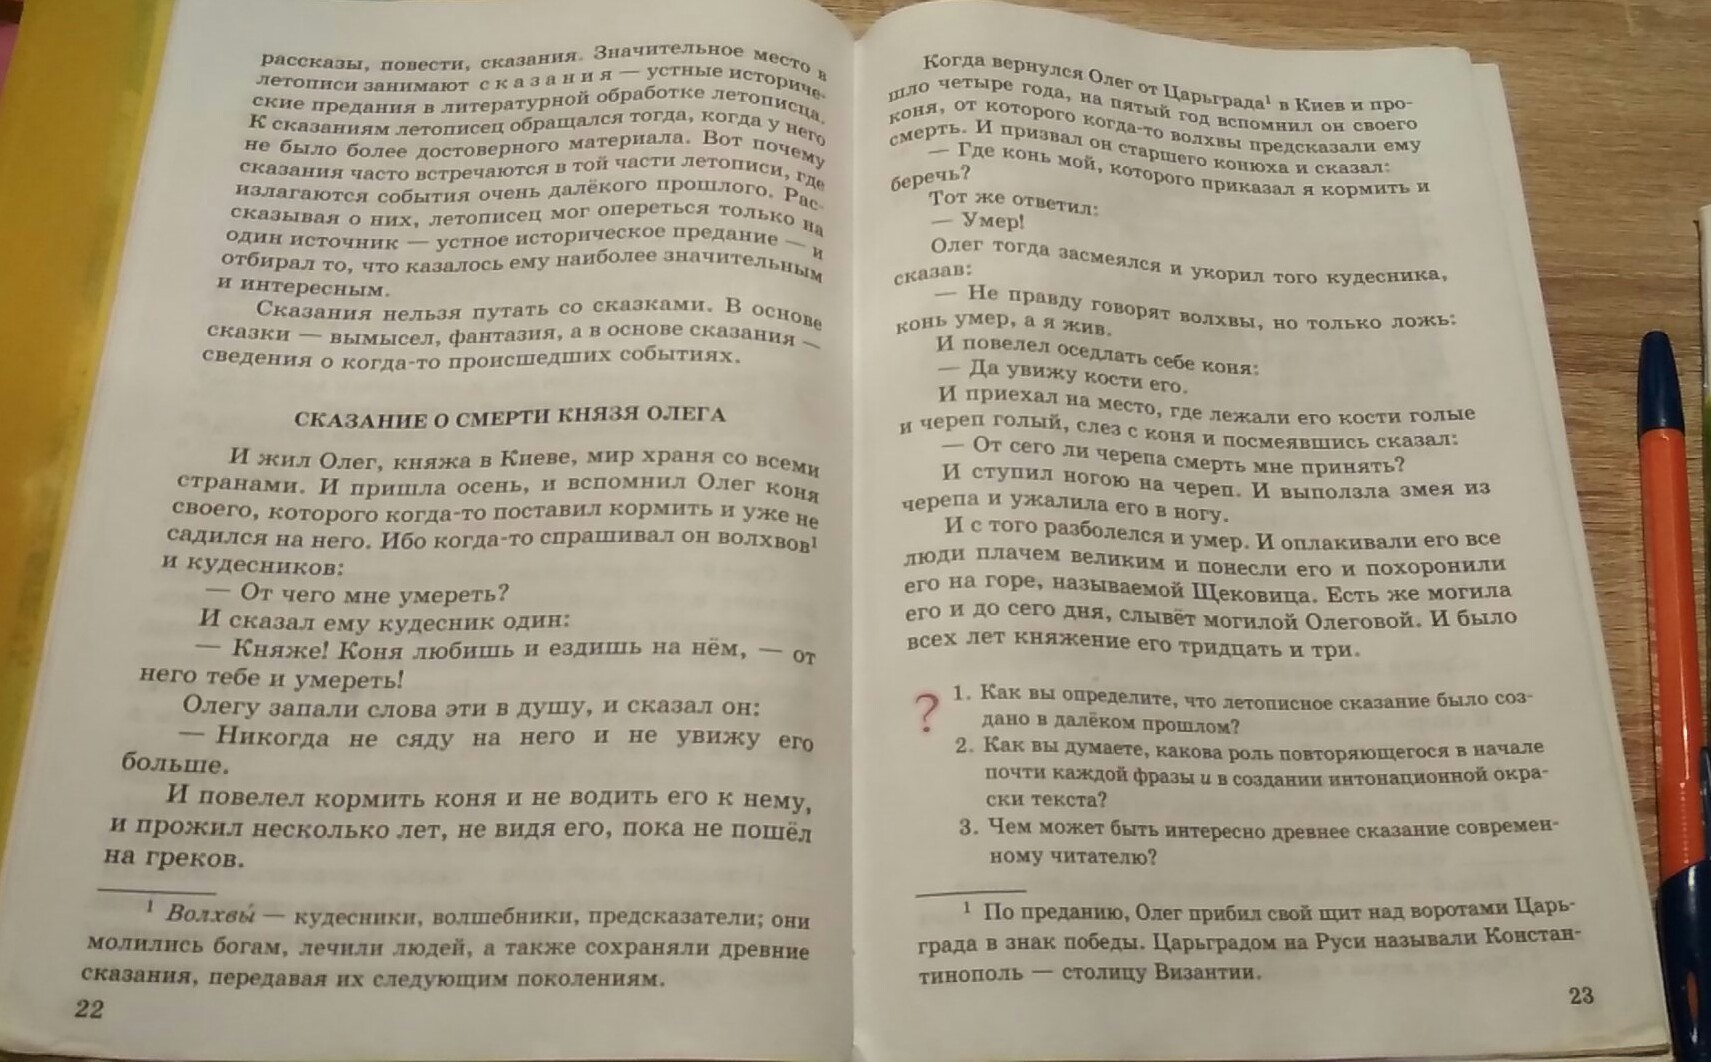 рассказы, повести, сказания. Значительное место в
летописи занимают сказания — устные историче-
ские предания в литературной обработке летописца.
К сказаниям летописец обращался тогда, когда у него
не было более достоверного материала. Вот почему
сказания часто встречаются в той части летописи, где
излагаются события очень далёкого прошлого. Рас-
сказывая о них, летописец мог опереться только на
один источник — устное историческое предание — и
отбирал то, что казалось ему наиболее значительным
и интересным.
Сказания нельзя путать со сказками. В основе
сказки — вымысел, фантазия, а в основе сказания —
сведения о когда-то происшедших событиях.
СКАЗАНИЕ О СМЕРТИ КНЯЗЯ ОЛЕГА
И жил Олег, княжа в Киеве, мир храня со всеми
странами. И пришла осень, и вспомнил Олег коня
своего, которого когда-то поставил кормить и уже не
садился на него. Ибо когда-то спрашивал он волхвов¹
и кудесников:
— От чего мне умереть?
И сказал ему кудесник один:
— Княже! Коня любишь и ездишь на нём, — от
него тебе и умереть!
Олегу запали слова эти в душу, и сказал он:
— Никогда не сяду на него и не увижу его
больше.
И повелел кормить коня и не водить его к нему,
и прожил несколько лет, не видя его, пока не пошёл
на греков.
¹ Волхвы́ — кудесники, волшебники, предсказатели; они
молились богам, лечили людей, а также сохраняли древние
сказания, передавая их следующим поколениям.
22
Когда вернулся Олег от Царьграда¹ в Киев и про-
шло четыре года, на пятый год вспомнил он своего
коня, от которого когда-то волхвы предсказали ему
смерть. И призвал он старшего конюха и сказал:
— Где конь мой, которого приказал я кормить и
беречь?
Тот же ответил:
— Умер!
Олег тогда засмеялся и укорил того кудесника,
сказав:
— Не правду говорят волхвы, но только ложь:
конь умер, а я жив.
И повелел оседлать себе коня:
— Да увижу кости его.
И приехал на место, где лежали его кости голые
и череп голый, слез с коня и посмеявшись сказал:
— От сего ли черепа смерть мне принять?
И ступил ногою на череп. И выползла змея из
черепа и ужалила его в ногу.
И с того разболелся и умер. И оплакивали его все
люди плачем великим и понесли его и похоронили
его на горе, называемой Щековица. Есть же могила
его и до сего дня, слывёт могилой Олеговой. И было
всех лет княжение его тридцать и три.
? 1. Как вы определите, что летописное сказание было соз-
дано в далёком прошлом?
2. Как вы думаете, какова роль повторяющегося в начале
почти каждой фразы и в создании интонационной окра-
ски текста?
3. Чем может быть интересно древнее сказание современ-
ному читателю?
¹ По преданию, Олег прибил свой щит над воротами Царь-
града в знак победы. Царьградом на Руси называли Констан-
тинополь — столицу Византии.
23